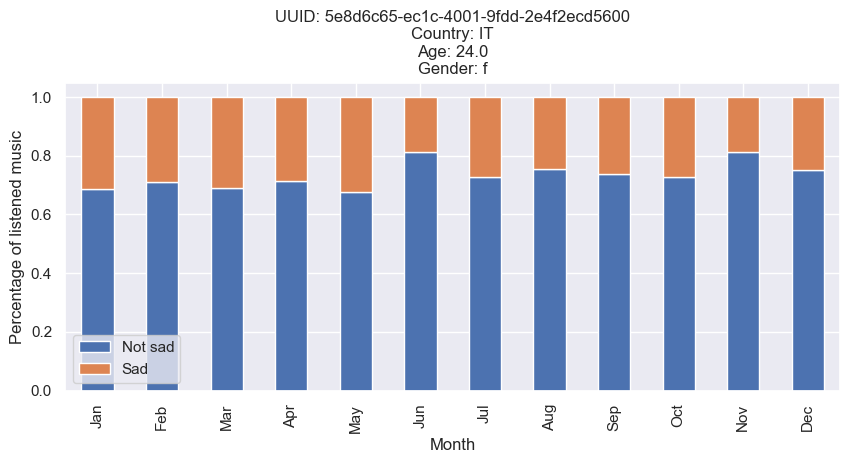 UUID: 5e8d6c65-ec1c-4001-9fdd-2e4f2ecd5600
Country: IT
Age: 24.0
Gender: f
Percentage of listened music
1.0
0.8
0.6
0.4
0.2
0.0
Not sad
Sad
Jan Feb Mar Apr May Jun Jul Aug Sep Oct Nov Dec
Month